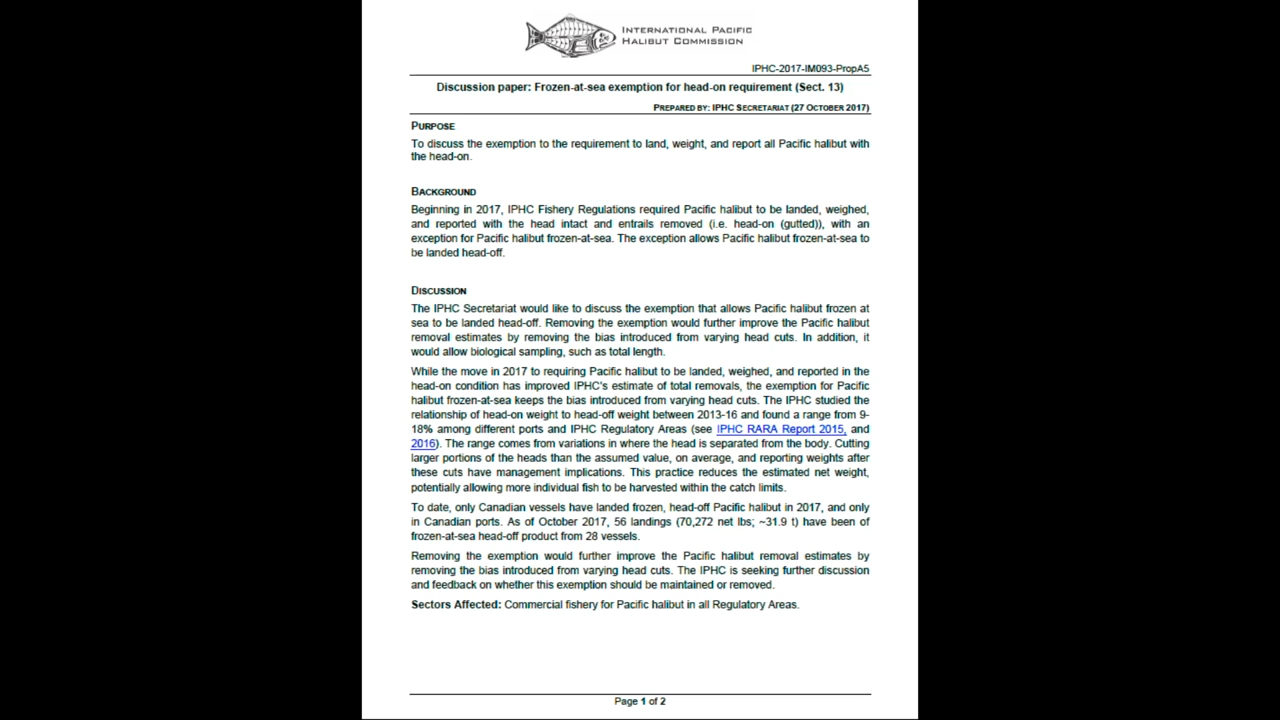 INTERNATIONAL PACIFIC
HALIBUT COMMISSION
IPHC-2017-IM093-PropA5
Discussion paper: Frozen-at-sea exemption for head-on requirement (Sect. 13)
PREPARED BY: IPHC SECRETARIAT (27 OCTOBER 2017)
PURPOSE
To discuss the exemption to the requirement to land, weight, and report all Pacific halibut with
the head-on.
BACKGROUND
Beginning in 2017, IPHC Fishery Regulations required Pacific halibut to be landed, weighed,
and reported with the head intact and entrails removed (i.e. head-on (gutted)), with an
exception for Pacific halibut frozen-at-sea. The exception allows Pacific halibut frozen-at-sea to
be landed head-off.
DISCUSSION
The IPHC Secretariat would like to discuss the exemption that allows Pacific halibut frozen at
sea to be landed head-off. Removing the exemption would further improve the Pacific halibut
removal estimates by removing the bias introduced from varying head cuts. In addition, it
would allow biological sampling, such as total length.
While the move in 2017 to requiring Pacific halibut to be landed, weighed, and reported in the
head-on condition has improved IPHC's estimate of total removals, the exemption for Pacific
halibut frozen-at-sea keeps the bias introduced from varying head cuts. The IPHC studied the
relationship of head-on weight to head-off weight between 2013-16 and found a range from 9-
18% among different ports and IPHC Regulatory Areas (see IPHC RARA Report 2015, and
2016). The range comes from variations in where the head is separated from the body. Cutting
larger portions of the heads than the assumed value, on average, and reporting weights after
these cuts have management implications. This practice reduces the estimated net weight,
potentially allowing more individual fish to be harvested within the catch limits.
To date, only Canadian vessels have landed frozen, head-off Pacific halibut in 2017, and only
in Canadian ports. As of October 2017, 56 landings (70,272 net lbs; ~31.9 t) have been of
frozen-at-sea head-off product from 28 vessels.
Removing the exemption would further improve the Pacific halibut removal estimates by
removing the bias introduced from varying head cuts. The IPHC is seeking further discussion
and feedback on whether this exemption should be maintained or removed.
Sectors Affected: Commercial fishery for Pacific halibut in all Regulatory Areas.
Page 1 of 2